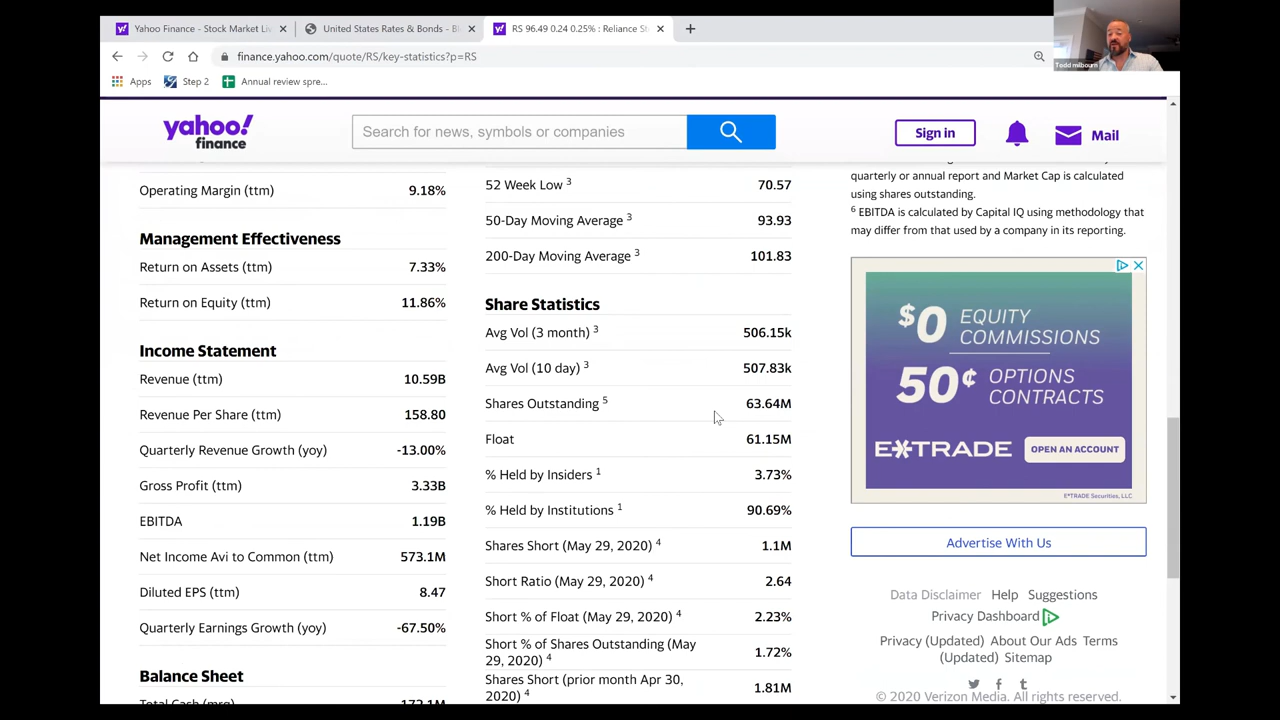 Yahoo Finance - Stock Market Liv
United States Rates & Bonds - Bl
RS 96.49 0.24 0.25% : Reliance St
finance.yahoo.com/quote/RS/key-statistics?p=RS
Apps
Step 2
Annual review spre...
Todd milbourn
yahoo!
finance
Search for news, symbols or companies
Sign in
Mail
Operating Margin (ttm) 9.18%
Management Effectiveness
Return on Assets (ttm) 7.33%
Return on Equity (ttm) 11.86%
Income Statement
Revenue (ttm) 10.59B
Revenue Per Share (ttm) 158.80
Quarterly Revenue Growth (yoy) -13.00%
Gross Profit (ttm) 3.33B
EBITDA 1.19B
Net Income Avi to Common (ttm) 573.1M
Diluted EPS (ttm) 8.47
Quarterly Earnings Growth (yoy) -67.50%
Balance Sheet
Total Cash (mrq) 172.1M
52 Week Low 3 70.57
50-Day Moving Average 3 93.93
200-Day Moving Average 3 101.83
Share Statistics
Avg Vol (3 month) 3 506.15k
Avg Vol (10 day) 3 507.83k
Shares Outstanding 5 63.64M
Float 61.15M
% Held by Insiders 1 3.73%
% Held by Institutions 1 90.69%
Shares Short (May 29, 2020) 4 1.1M
Short Ratio (May 29, 2020) 4 2.64
Short % of Float (May 29, 2020) 4 2.23%
Short % of Shares Outstanding (May
29, 2020) 4 1.72%
Shares Short (prior month Apr 30,
2020) 4 1.81M
quarterly or annual report and Market Cap is calculated
using shares outstanding.
6 EBITDA is calculated by Capital IQ using methodology that
may differ from that used by a company in its reporting.
$0 EQUITY
COMMISSIONS
50¢ OPTIONS
CONTRACTS
E*TRADE
OPEN AN ACCOUNT
E*TRADE Securities, LLC
Advertise With Us
Data Disclaimer Help Suggestions
Privacy Dashboard
Privacy (Updated) About Our Ads Terms
(Updated) Sitemap
© 2020 Verizon Media. All rights reserved.